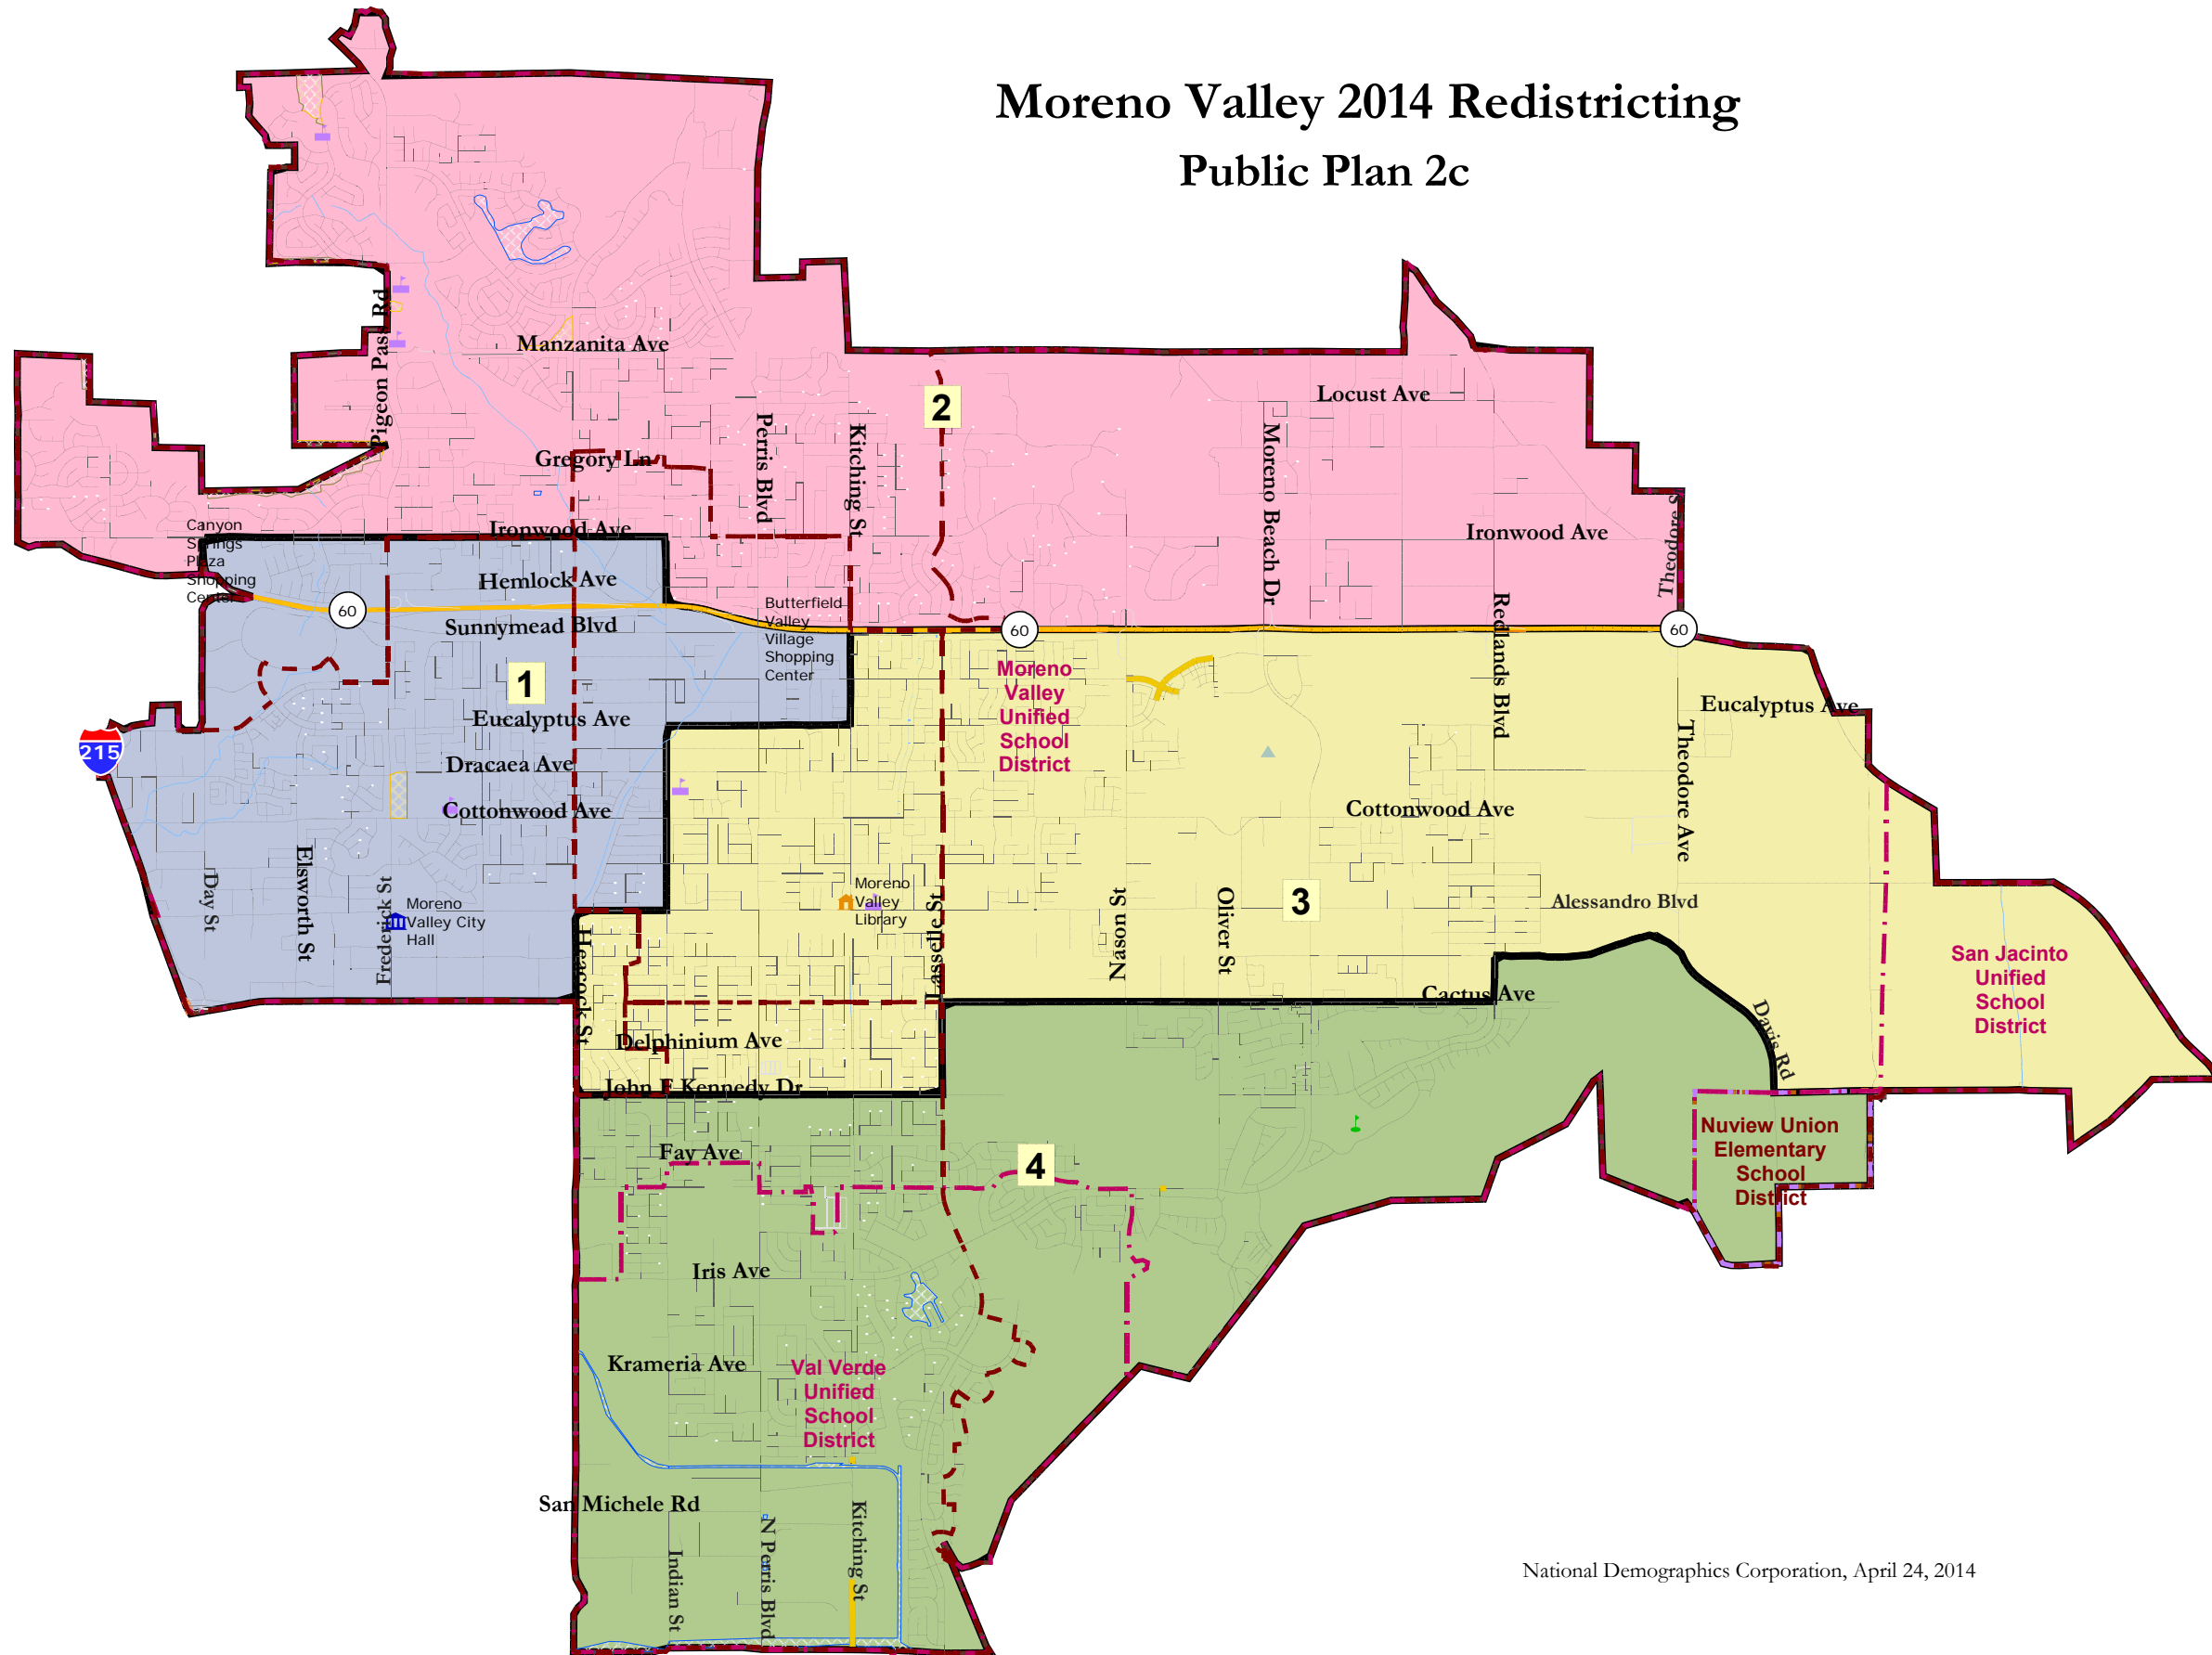 Moreno Valley 2014 Redistricting
Public Plan 2c
Pigeon Pass Rd
Manzanita Ave
Locust Ave
2
Perris Blvd
Kitching St
Moreno Beach Dr
Gregory Ln
Canyon
Springs
Plaza
Shopping
Center
Ironwood Ave
Ironwood Ave
Theodore S
Hemlock Ave
60
Sunnymead Blvd
Butterfield
Valley
Village
Shopping
Center
60
60
Redlands Blvd
1
Moreno
Valley
Unified
School
District
Eucalyptus Ave
Eucalyptus Ave
215
Dracaea Ave
Theodore Ave
Cottonwood Ave
Cottonwood Ave
Day St
Elsworth St
Frederick St
Moreno
Valley City
Hall
Moreno
Valley
Library
Lasselle St
Nason St
Oliver St
3
Alessandro Blvd
Heacock St
San Jacinto
Unified
School
District
Cactus Ave
Davis Rd
Delphinium Ave
John F Kennedy Dr
Nuview Union
Elementary
School
District
Fay Ave
4
Iris Ave
Krameria Ave
Val Verde
Unified
School
District
San Michele Rd
Indian St
N Perris Blvd
Kitching St
National Demographics Corporation, April 24, 2014